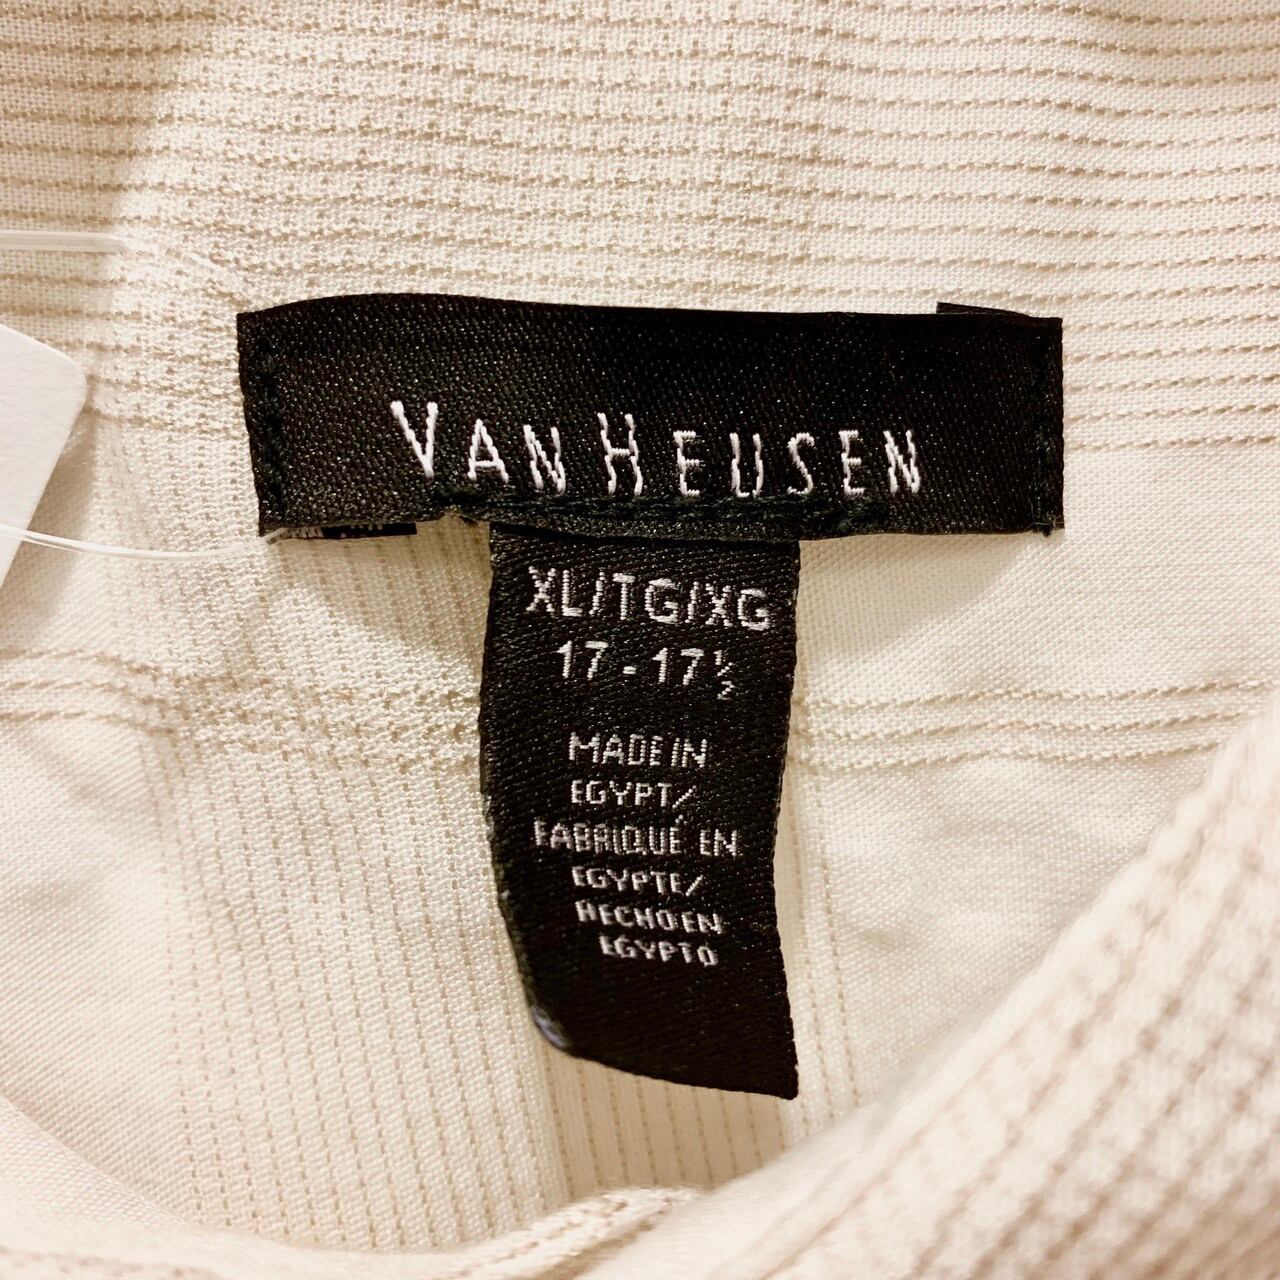 VAN HEUSEN
XL/TG/XG
17 - 17½
MADE IN
EGYPT/
FABRIQUÉ EN
EGYPTE/
HECHO EN
EGYPTO